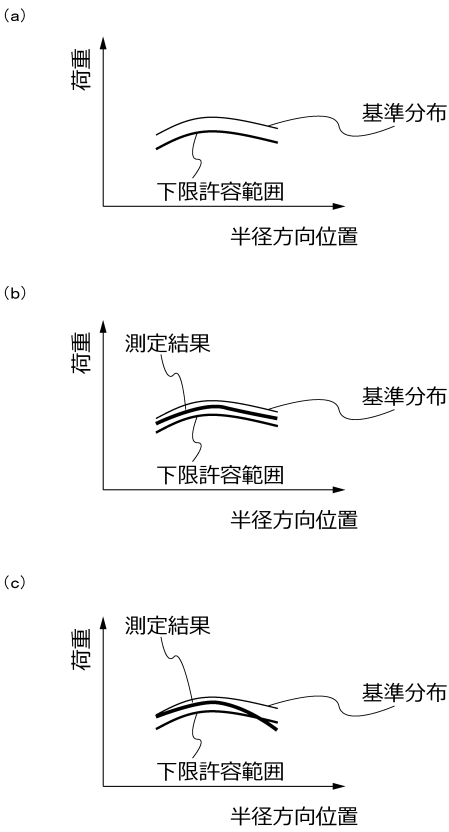 (a)
荷重
基準分布
下限許容範囲
半径方向位置
(b)
荷重
測定結果
基準分布
下限許容範囲
半径方向位置
(c)
荷重
測定結果
基準分布
下限許容範囲
半径方向位置